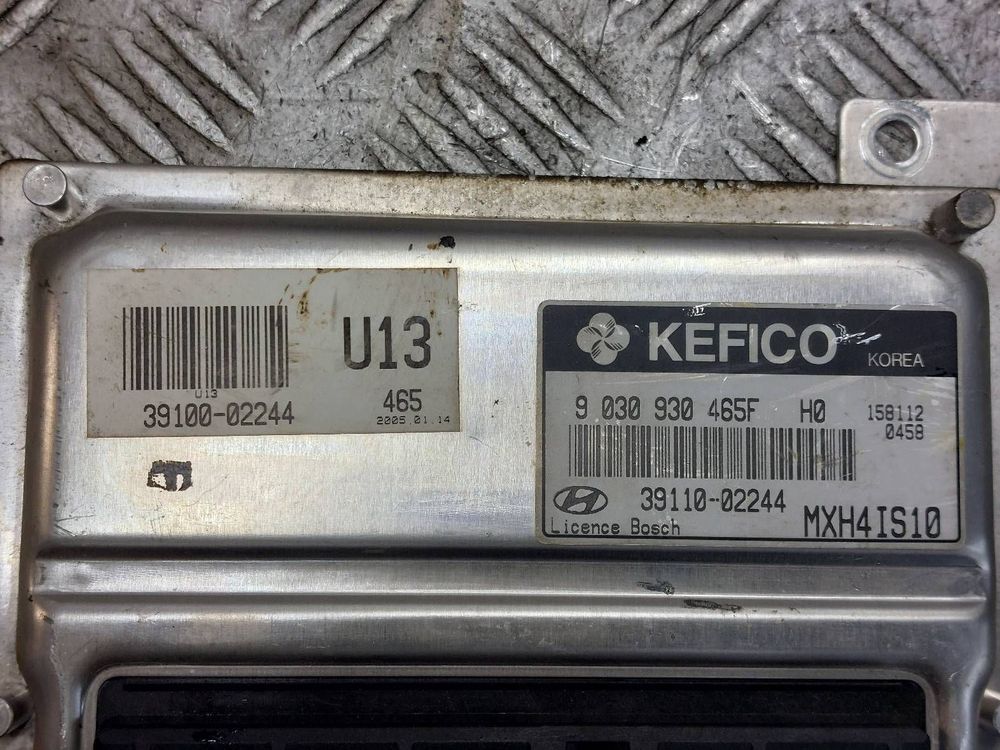 U13
U13
39100-02244
465
2005.01.14
KEFICO
KOREA
9 030 930 465F H0
158112
0458
39110-02244
Licence Bosch
MXH4IS10